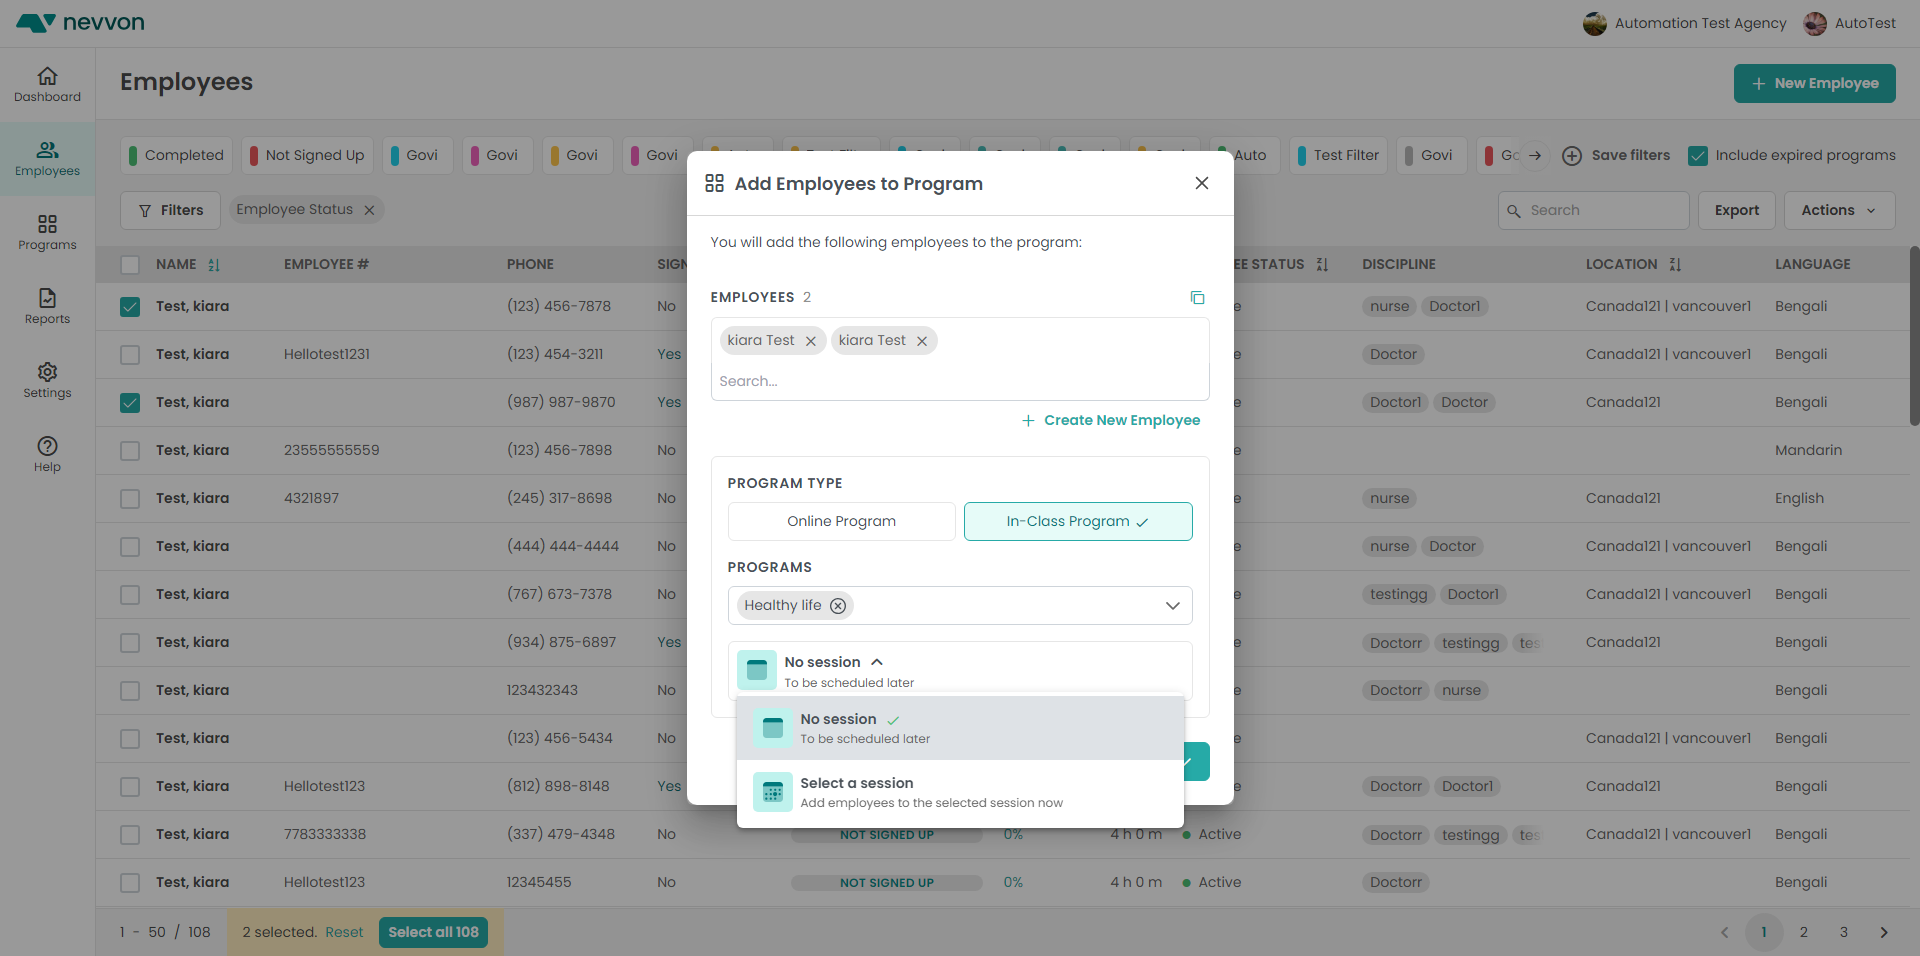 nevvon
Automation Test Agency
AutoTest
Dashboard
Employees
Programs
Reports
Settings
Help
Employees
New Employee
Completed
Not Signed Up
Govi
Govi
Govi
Govi
Auto
Test Filter
Govi
Save filters
Include expired programs
Filters
Employee Status
Search
Export
Actions
NAME EMPLOYEE # PHONE SIGN EE STATUS DISCIPLINE LOCATION LANGUAGE
Test, kiara (123) 456-7878 No e nurse Doctor1 Canada121 | vancouver1 Bengali
Test, kiara Hellotest1231 (123) 454-3211 Yes e Doctor Canada121 | vancouver1 Bengali
Test, kiara (987) 987-9870 Yes e Doctor1 Doctor Canada121 Bengali
Test, kiara 23555555559 (123) 456-7898 No e Mandarin
Test, kiara 4321897 (245) 317-8698 No e nurse Canada121 English
Test, kiara (444) 444-4444 No e nurse Doctor Canada121 | vancouver1 Bengali
Test, kiara (767) 673-7378 No e testingg Doctor1 Canada121 | vancouver1 Bengali
Test, kiara (934) 875-6897 Yes e Doctorr testingg tes Canada121 Bengali
Test, kiara 123432343 No e Doctorr nurse Canada121 | vancouver1 Bengali
Test, kiara (123) 456-5434 No e Canada121 | vancouver1 Bengali
Test, kiara Hellotest123 (812) 898-8148 Yes e Doctorr Doctor1 Canada121 | vancouver1 Bengali
Test, kiara 7783333338 (337) 479-4348 No NOT SIGNED UP 0% 4 h 0 m Active Doctorr testingg tes Canada121 | vancouver1 Bengali
Test, kiara Hellotest123 12345455 No NOT SIGNED UP 0% 4 h 0 m Active Doctorr Bengali
1 - 50 / 108
2 selected. Reset
Select all 108
1 2 3
Add Employees to Program
You will add the following employees to the program:
EMPLOYEES 2
kiara Test kiara Test
Search...
Create New Employee
PROGRAM TYPE
Online Program In-Class Program
PROGRAMS
Healthy life
No session
To be scheduled later
No session
To be scheduled later
Select a session
Add employees to the selected session now